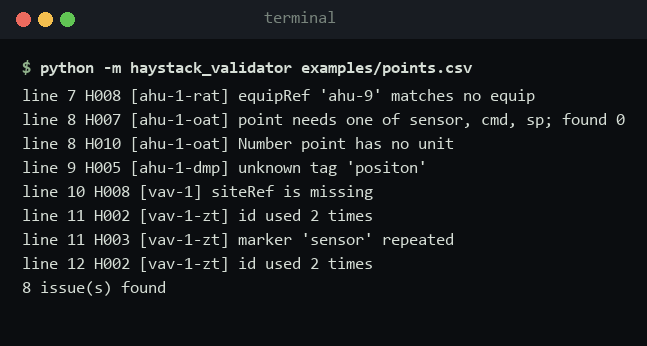 terminal
$ python -m haystack_validator examples/points.csv
line 7 H008 [ahu-1-rat] equipRef 'ahu-9' matches no equip
line 8 H007 [ahu-1-oat] point needs one of sensor, cmd, sp; found 0
line 8 H010 [ahu-1-oat] Number point has no unit
line 9 H005 [ahu-1-dmp] unknown tag 'positon'
line 10 H008 [vav-1] siteRef is missing
line 11 H002 [vav-1-zt] id used 2 times
line 11 H003 [vav-1-zt] marker 'sensor' repeated
line 12 H002 [vav-1-zt] id used 2 times
8 issue(s) found